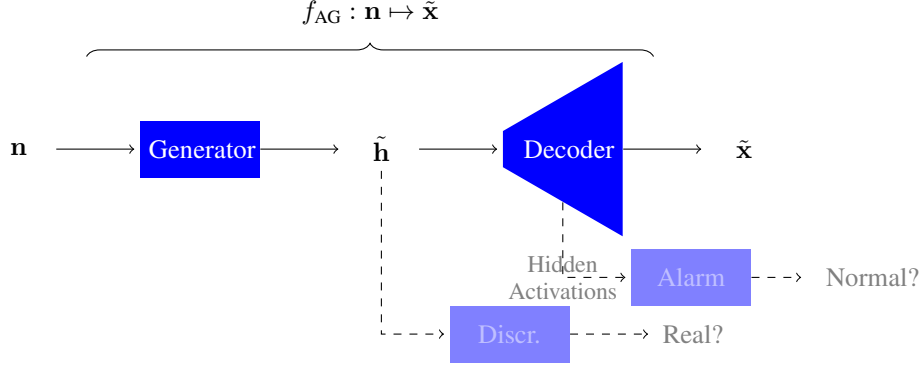 f_AG : n ↦ x̃
n
Generator
h̃
Decoder
x̃
Hidden
Activations
Alarm
Normal?
Discr.
Real?